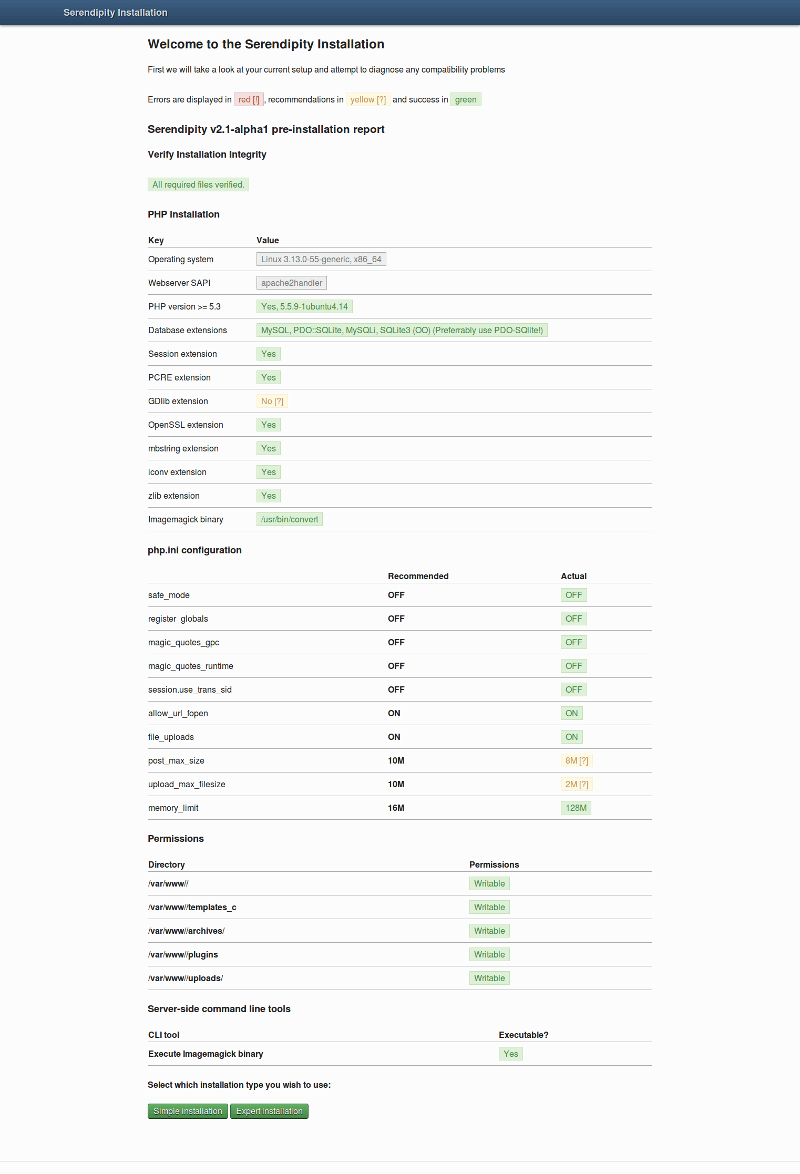 Serendipity Installation
Welcome to the Serendipity Installation
First we will take a look at your current setup and attempt to diagnose any compatibility problems
Errors are displayed in red [!], recommendations in yellow [?] and success in green
Serendipity v2.1-alpha1 pre-installation report
Verify Installation Integrity
All required files verified.
PHP Installation
Key Value
Operating system Linux 3.13.0-55-generic, x86_64
Webserver SAPI apache2handler
PHP version >= 5.3 Yes, 5.5.9-1ubuntu4.14
Database extensions MySQL, PDO::SQLite, MySQLi, SQLite3 (OO) (Preferrably use PDO-SQlite!)
Session extension Yes
PCRE extension Yes
GDlib extension No [?]
OpenSSL extension Yes
mbstring extension Yes
iconv extension Yes
zlib extension Yes
Imagemagick binary /usr/bin/convert
php.ini configuration
Recommended Actual
safe_mode OFF OFF
register_globals OFF OFF
magic_quotes_gpc OFF OFF
magic_quotes_runtime OFF OFF
session.use_trans_sid OFF OFF
allow_url_fopen ON ON
file_uploads ON ON
post_max_size 10M 8M [?]
upload_max_filesize 10M 2M [?]
memory_limit 16M 128M
Permissions
Directory Permissions
/var/www// Writable
/var/www//templates_c Writable
/var/www//archives/ Writable
/var/www//plugins Writable
/var/www//uploads/ Writable
Server-side command line tools
CLI tool Executable?
Execute Imagemagick binary Yes
Select which installation type you wish to use:
Simple installation Expert installation